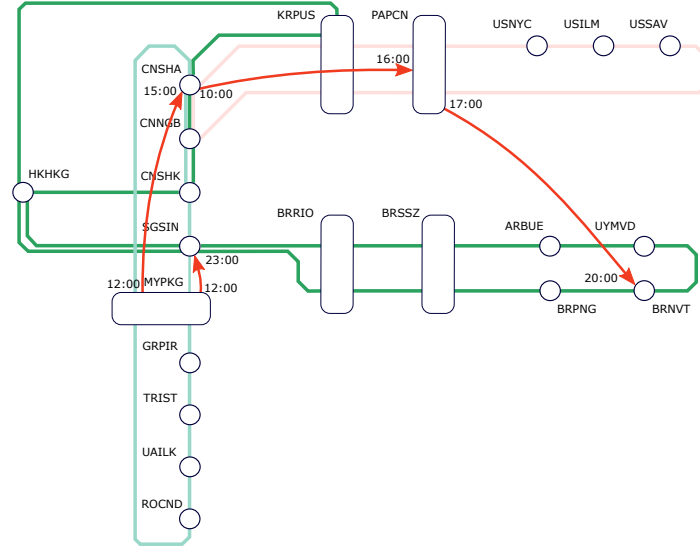 KRPUS PAPCN USNYC USILM USSAV
CNSHA 16:00
15:00 10:00
17:00
CNNGB
HKHKG CNSHK
SGSIN BRRIO BRSSZ ARBUE UYMVD
23:00
12:00 MYPKG 12:00 20:00
BRPNG BRNVT
GRPIR
TRIST
UAILK
ROCND